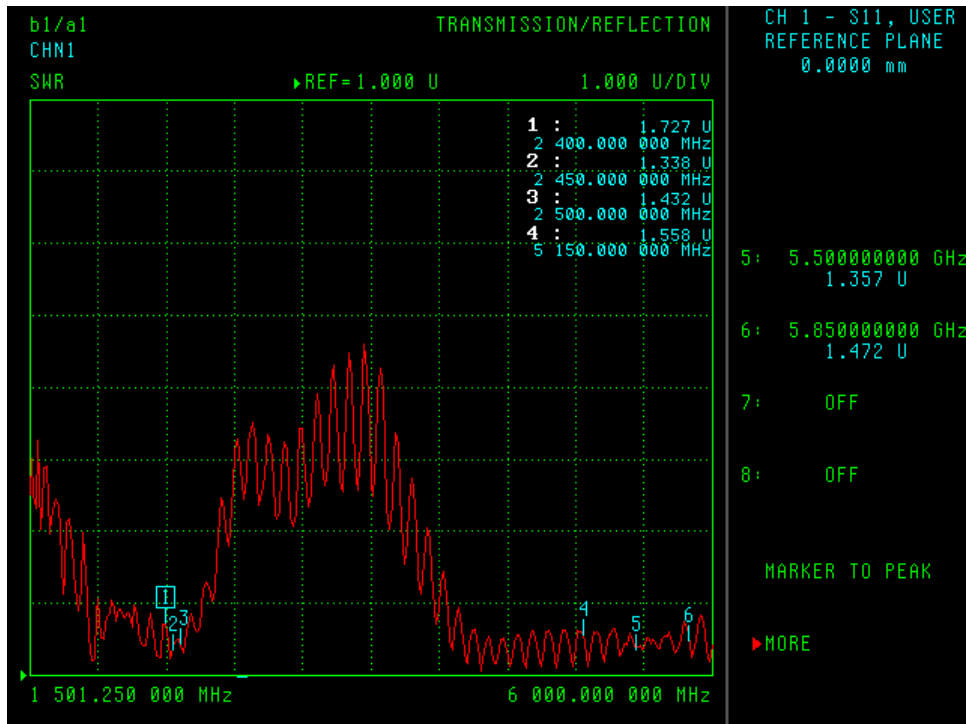 b1/a1 TRANSMISSION/REFLECTION
CHN1
SWR ▸REF=1.000 U 1.000 U/DIV
1 : 1.727 U
2 400.000 000 MHz
2 : 1.338 U
2 450.000 000 MHz
3 : 1.432 U
2 500.000 000 MHz
4 : 1.558 U
5 150.000 000 MHz
1
2
3
4
5
6
1 501.250 000 MHz 6 000.000 000 MHz
CH 1 - S11, USER
REFERENCE PLANE
0.0000 mm
5: 5.500000000 GHz
1.357 U
6: 5.850000000 GHz
1.472 U
7: OFF
8: OFF
MARKER TO PEAK
▸MORE